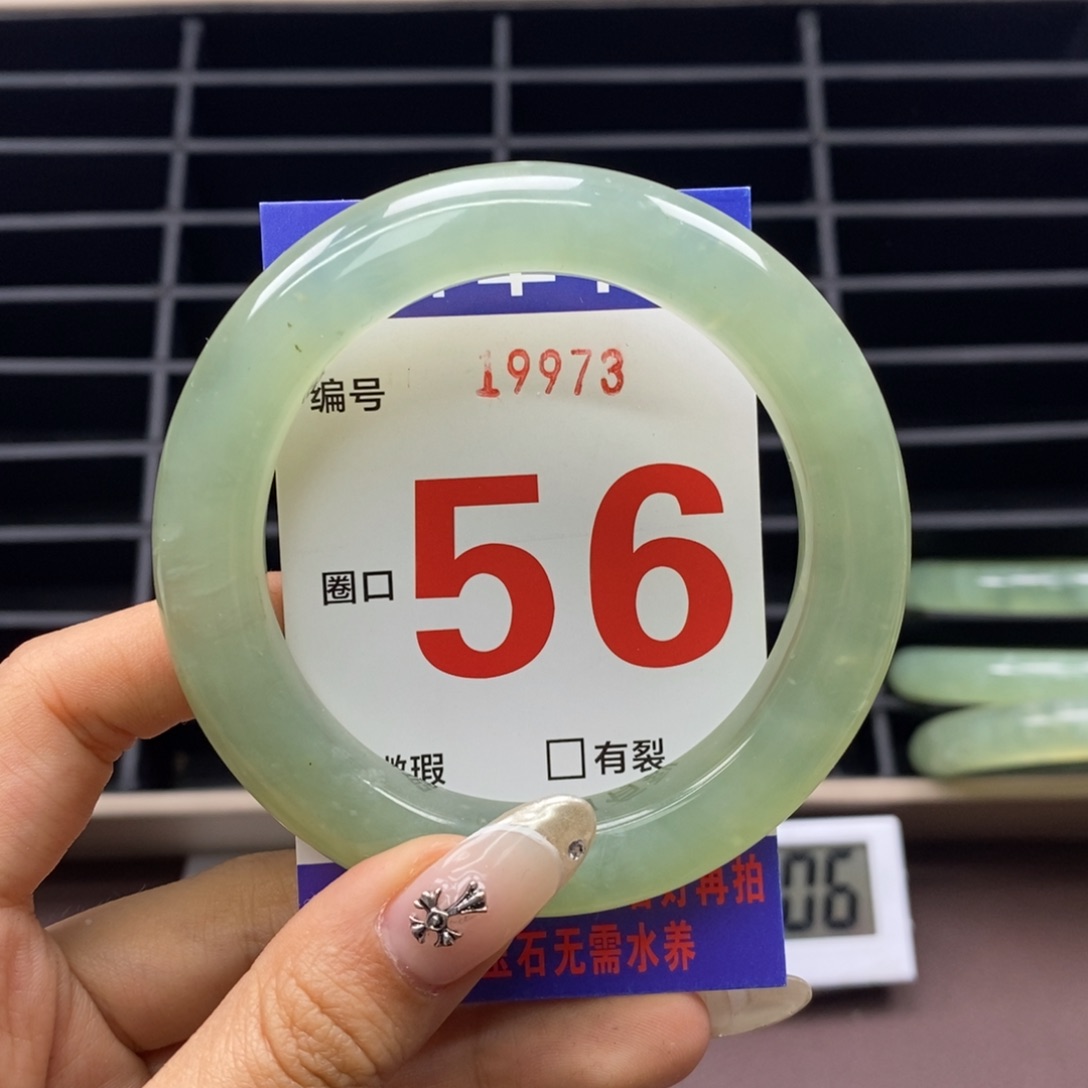 编号 19973
圈口 56
瑕 □有裂
再拍
玉石无需水养
06